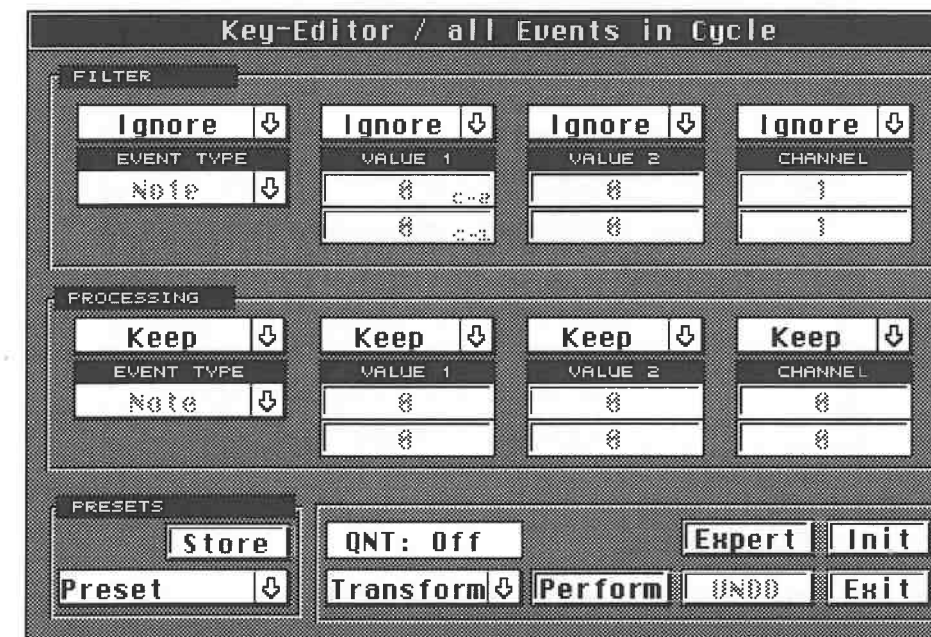 Key-Editor / all Events in Cycle
FILTER
Ignore Ignore Ignore Ignore
EVENT TYPE VALUE 1 VALUE 2 CHANNEL
Note 0 c-2 0 1
0 c-2 0 1
PROCESSING
Keep Keep Keep Keep
EVENT TYPE VALUE 1 VALUE 2 CHANNEL
Note 0 0 0
0 0 0
PRESETS
Store QNT: Off Expert Init
Preset Transform Perform UNDO Exit